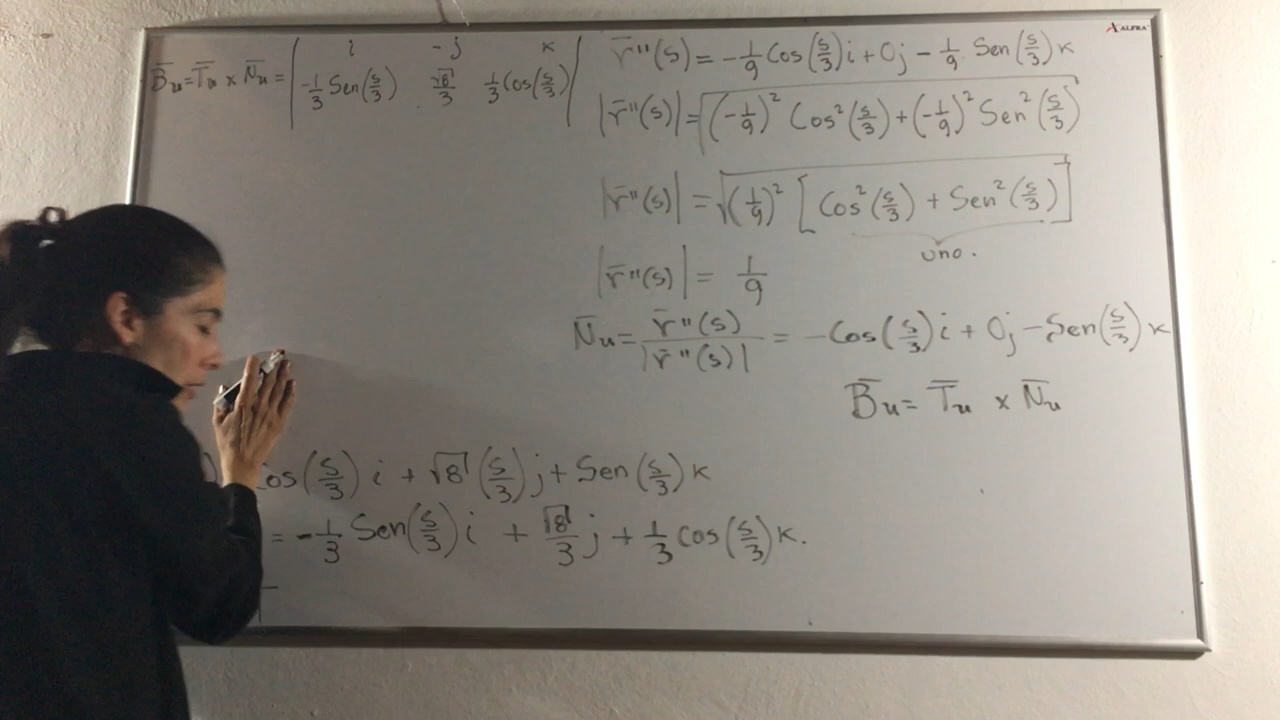 B̄u = T̄u x N̄u = | i -j k |
-1/3 Sen(s/3) √8/3 1/3 Cos(s/3)
r̄''(s) = -1/9 Cos(s/3)i + 0j - 1/9 Sen(s/3)k
|r̄''(s)| = √((-1/9)² Cos²(s/3) + (-1/9)² Sen²(s/3))
|r̄''(s)| = √((1/9)² [Cos²(s/3) + Sen²(s/3)])
uno.
|r̄''(s)| = 1/9
N̄u = r̄''(s)/|r̄''(s)| = -Cos(s/3)i + 0j - Sen(s/3)k
B̄u = T̄u x N̄u
Cos(s/3)i + √8(s/3)j + Sen(s/3)k
= -1/3 Sen(s/3)i + √8/3 j + 1/3 Cos(s/3)k.
ALFRA